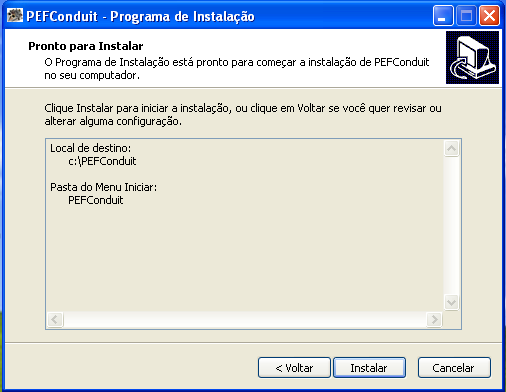 PEFConduit - Programa de Instalação
Pronto para Instalar
O Programa de Instalação está pronto para começar a instalação de PEFConduit
no seu computador.
Clique Instalar para iniciar a instalação, ou clique em Voltar se você quer revisar ou
alterar alguma configuração.
Local de destino:
c:\PEFConduit
Pasta do Menu Iniciar:
PEFConduit
< Voltar
Instalar
Cancelar